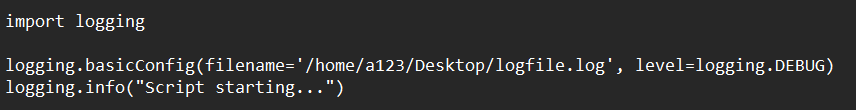 import logging
logging.basicConfig(filename='/home/a123/Desktop/logfile.log', level=logging.DEBUG)
logging.info("Script starting...")